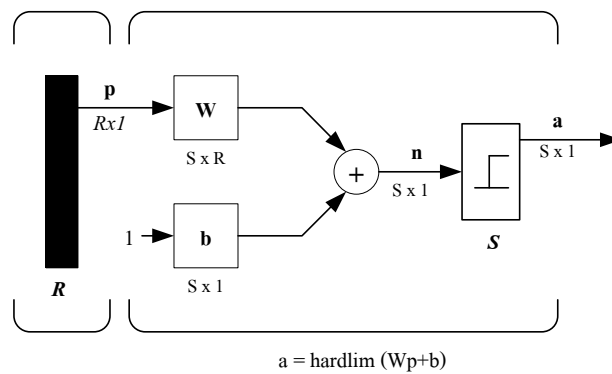 p
Rx1
W
S x R
1
b
S x 1
+
n
S x 1
a
S x 1
R
S
a = hardlim (Wp+b)